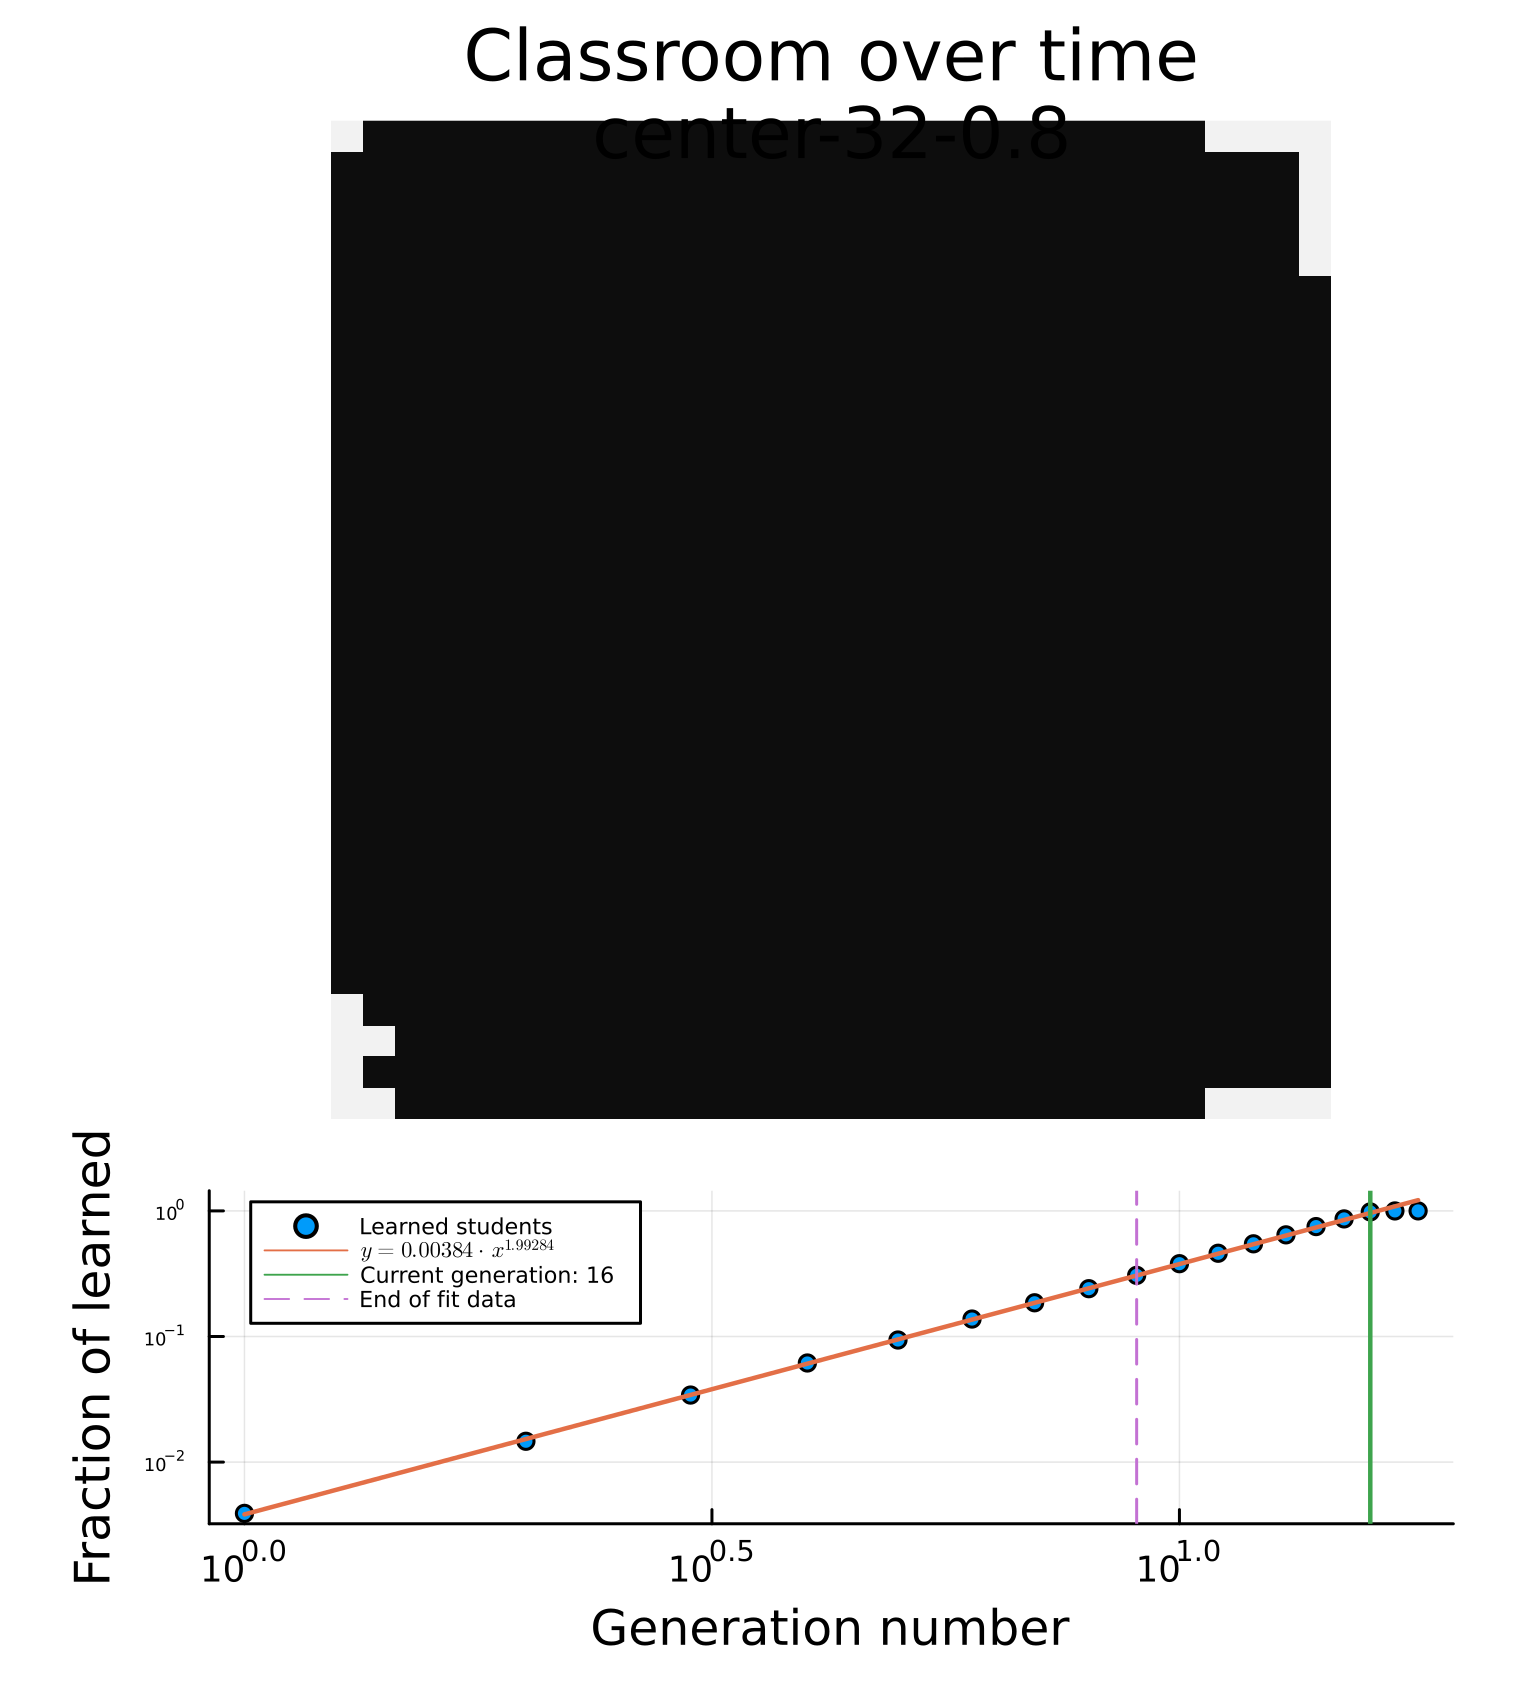 Classroom over time
center-32-0.8
Fraction of learned
10^0
10^−1
10^−2
Learned students
y = 0.00384 · x^1.99284
Current generation: 16
End of fit data
10^0.0 10^0.5 10^1.0
Generation number